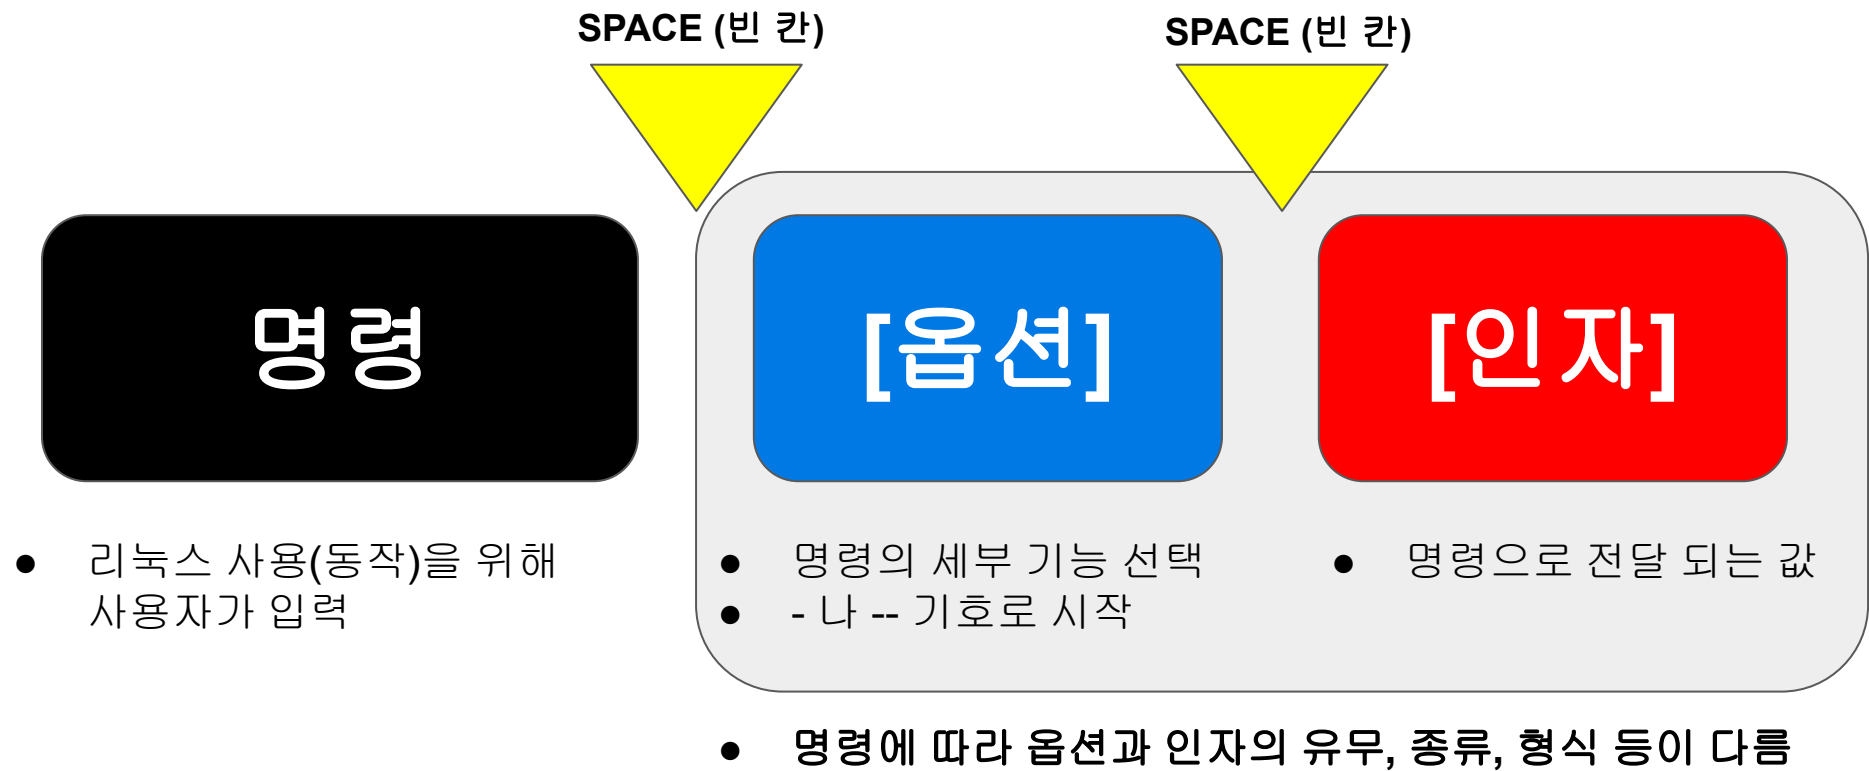 SPACE (빈 칸)
SPACE (빈 칸)
명령
[옵션]
[인자]
● 리눅스 사용(동작)을 위해
사용자가 입력
● 명령의 세부 기능 선택
● - 나 -- 기호로 시작
● 명령으로 전달 되는 값
● 명령에 따라 옵션과 인자의 유무, 종류, 형식 등이 다름